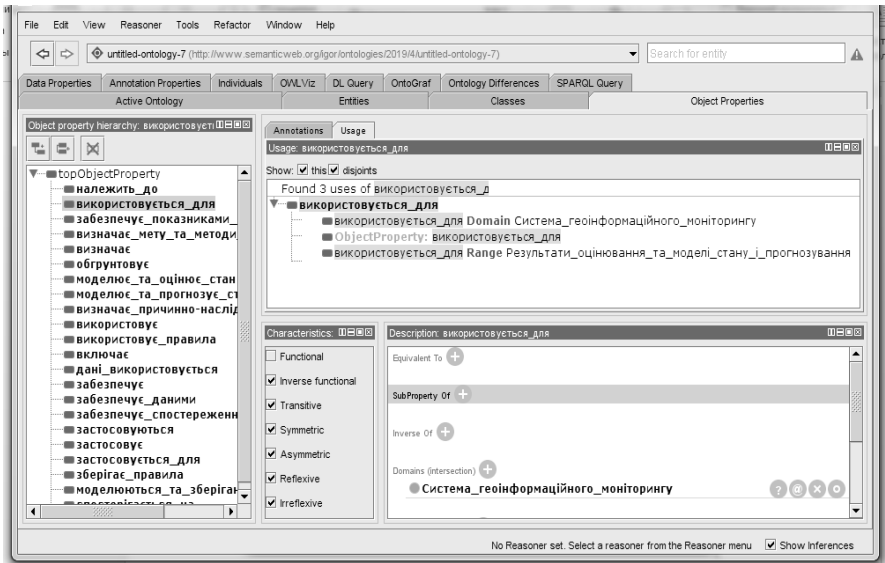 File Edit View Reasoner Tools Refactor Window Help
untitled-ontology-7 (http://www.semanticweb.org/igor/ontologies/2019/4/untitled-ontology-7)
Search for entity
Data Properties Annotation Properties Individuals OWLViz DL Query OntoGraf Ontology Differences SPARQL Query
Active Ontology Entities Classes Object Properties
Object property hierarchy: використовуєт
topObjectProperty
належить_до
використовується_для
забезпечує_показниками_
визначає_мету_та_методи
визначає
обгрунтовує
моделює_та_оцінює_стан
моделює_та_прогнозує_ст
визначає_причинно-наслід
використовує
використовує_правила
включає
дані_використовується
забезпечує
забезпечує_даними
забезпечує_спостереженн
застосовуються
застосовує
застосовується_для
зберігає_правила
моделюються_та_зберіган
Annotations Usage
Usage: використовується_для
Show: this disjoints
Found 3 uses of використовується_д
використовується_для
використовується_для Domain Система_геоінформаційного_моніторингу
ObjectProperty: використовується_для
використовується_для Range Результати_оцінювання_та_моделі_стану_і_прогнозування
Characteristics:
Functional
Inverse functional
Transitive
Symmetric
Asymmetric
Reflexive
Irreflexive
Description: використовується_для
Equivalent To
SubProperty Of
Inverse Of
Domains (intersection)
Система_геоінформаційного_моніторингу
No Reasoner set. Select a reasoner from the Reasoner menu Show Inferences